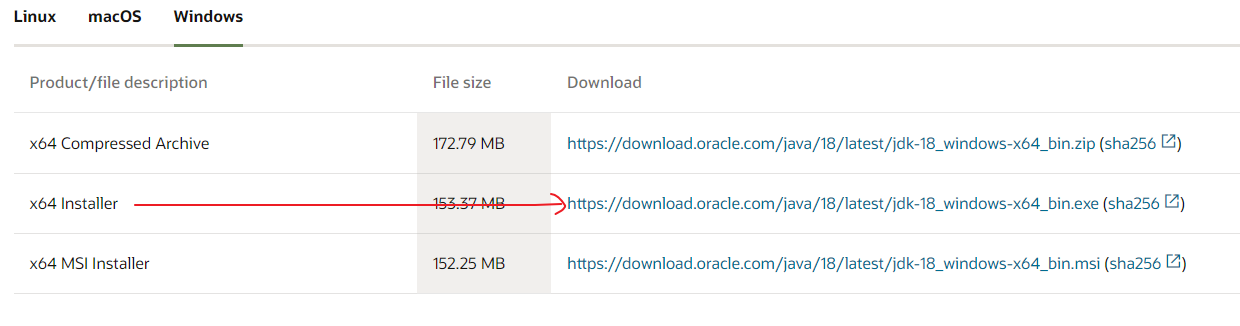 Linux macOS Windows
Product/file description File size Download
x64 Compressed Archive 172.79 MB https://download.oracle.com/java/18/latest/jdk-18_windows-x64_bin.zip (sha256)
x64 Installer 153.37 MB https://download.oracle.com/java/18/latest/jdk-18_windows-x64_bin.exe (sha256)
x64 MSI Installer 152.25 MB https://download.oracle.com/java/18/latest/jdk-18_windows-x64_bin.msi (sha256)